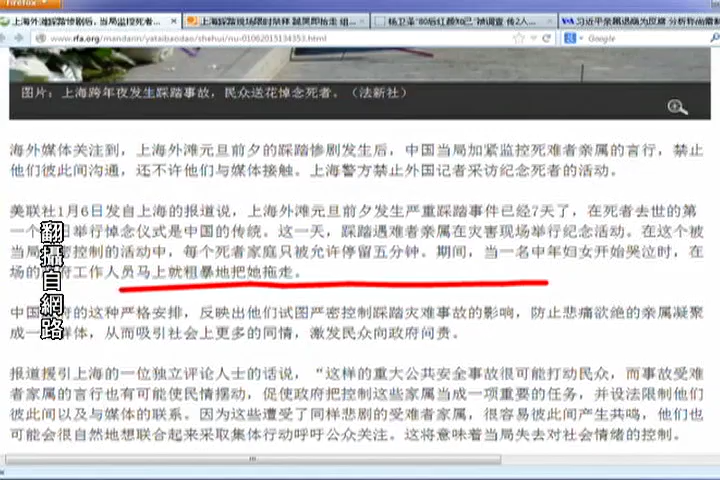 firefox
上海外滩踩踏惨剧后，当局监控死者...
上海踩踏现场限时祭拜 越哭即抬走 组...
杨卫泽"80后红颜知己"被调查 传2人...
VOA 习近平亲题退腐为反腐
www.rfa.org/mandarin/yataibaodao/shehui/nu-01062015134353.html
Google
图片：上海跨年夜发生踩踏事故，民众送花悼念死者。（法新社）
海外媒体关注到，上海外滩元旦前夕的踩踏惨剧发生后，中国当局加紧监控死难者亲属的言行，禁止
他们彼此间沟通，还不许他们与媒体接触。上海警方禁止外国记者采访纪念死者的活动。
美联社1月6日发自上海的报道说，上海外滩元旦前夕发生严重踩踏事件已经7天了，在死者去世的第
一个 举行悼念仪式是中国的传统。这一天，踩踏遇难者亲属在灾害现场举行纪念活动。在这个被
当局 密控制的活动中，每个死者家庭只被允许停留五分钟。期间，当一名中年妇女开始哭泣时，在
场的 府工作人员马上就粗暴地把她拖走。
中国 府的这种严格安排，反映出他们试图严密控制踩踏灾难事故的影响，防止悲痛欲绝的亲属凝聚
成一 群体，从而吸引社会上更多的同情，激发民众向政府问责。
报道援引上海的一位独立评论人士的话说，"这样的重大公共安全事故很可能打动民众，而事故受难
者家属的言行也有可能使民情摆动，促使政府把控制这些家属当成一项重要的任务，并设法限制他们
彼此间以及与媒体的联系。因为这些遭受了同样悲剧的受难者家属，很容易彼此间产生共鸣，他们也
可能会很自然地想联合起来采取集体行动呼吁公众关注。这将意味着当局失去对社会情绪的控制。
翻攝自網路